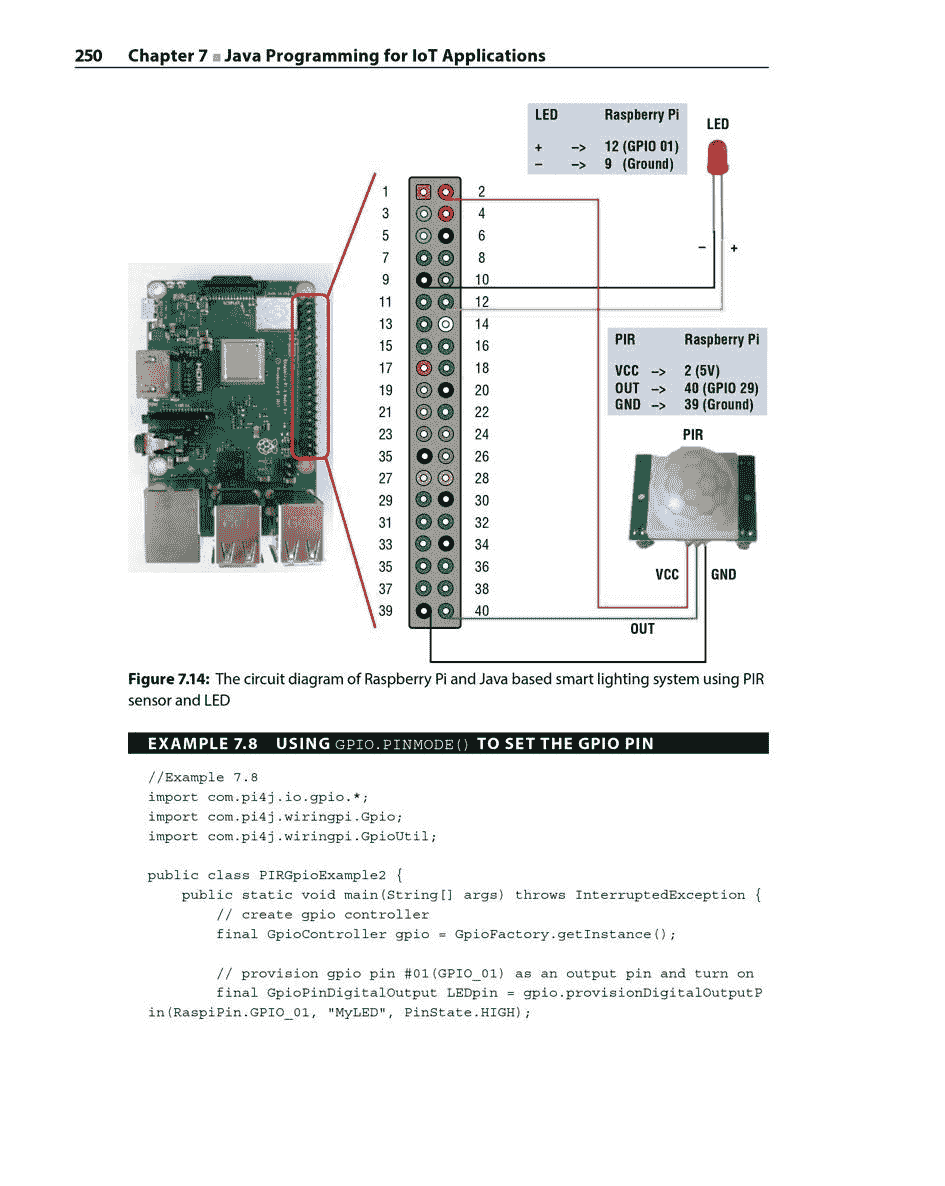 250 Chapter 7 ■ Java Programming for IoT Applications
LED Raspberry Pi
+ –> 12 (GPIO 01)
– –> 9 (Ground)
LED
– +
1 2
3 4
5 6
7 8
9 10
11 12
13 14
15 16
17 18
19 20
21 22
23 24
35 26
27 28
29 30
31 32
33 34
35 36
37 38
39 40
PIR Raspberry Pi
VCC –> 2 (5V)
OUT –> 40 (GPIO 29)
GND –> 39 (Ground)
PIR
VCC GND
OUT
HDMI
Figure 7.14: The circuit diagram of Raspberry Pi and Java based smart lighting system using PIR
sensor and LED
EXAMPLE 7.8 USING GPIO.PINMODE() TO SET THE GPIO PIN
//Example 7.8
import com.pi4j.io.gpio.*;
import com.pi4j.wiringpi.Gpio;
import com.pi4j.wiringpi.GpioUtil;
public class PIRGpioExample2 {
public static void main(String[] args) throws InterruptedException {
// create gpio controller
final GpioController gpio = GpioFactory.getInstance();
// provision gpio pin #01(GPIO_01) as an output pin and turn on
final GpioPinDigitalOutput LEDpin = gpio.provisionDigitalOutputP
in(RaspiPin.GPIO_01, "MyLED", PinState.HIGH);